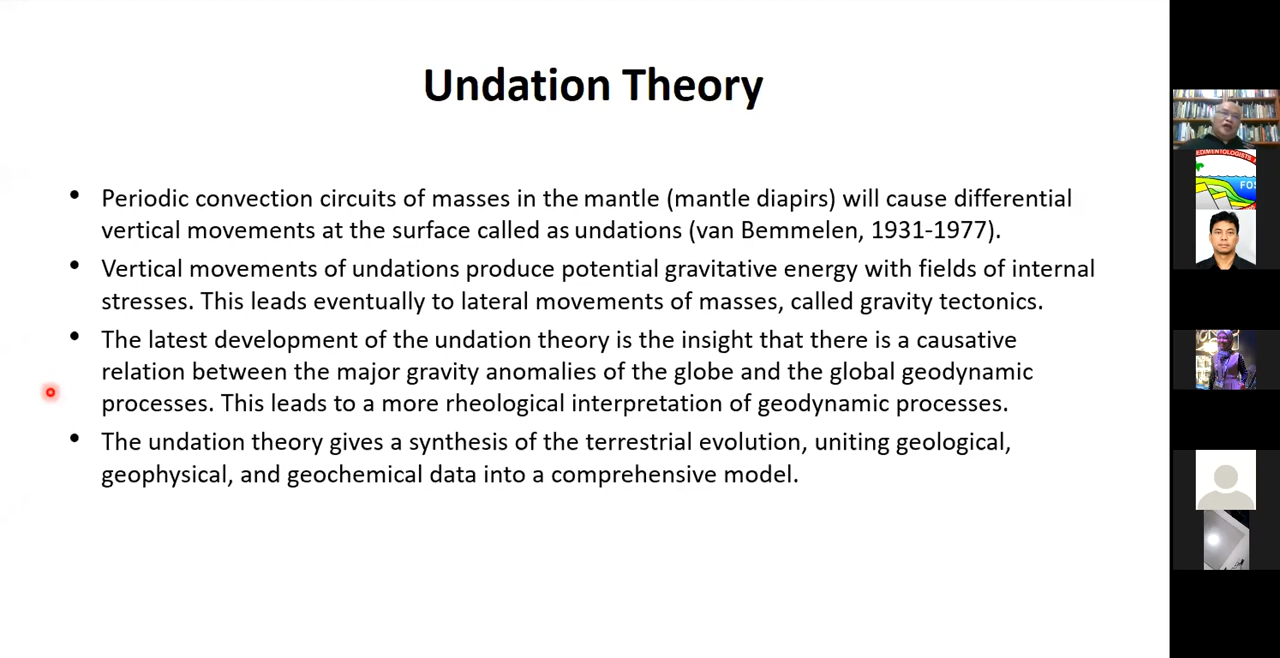 Undation Theory
• Periodic convection circuits of masses in the mantle (mantle diapirs) will cause differential
vertical movements at the surface called as undations (van Bemmelen, 1931-1977).
• Vertical movements of undations produce potential gravitative energy with fields of internal
stresses. This leads eventually to lateral movements of masses, called gravity tectonics.
• The latest development of the undation theory is the insight that there is a causative
relation between the major gravity anomalies of the globe and the global geodynamic
processes. This leads to a more rheological interpretation of geodynamic processes.
• The undation theory gives a synthesis of the terrestrial evolution, uniting geological,
geophysical, and geochemical data into a comprehensive model.
FOS